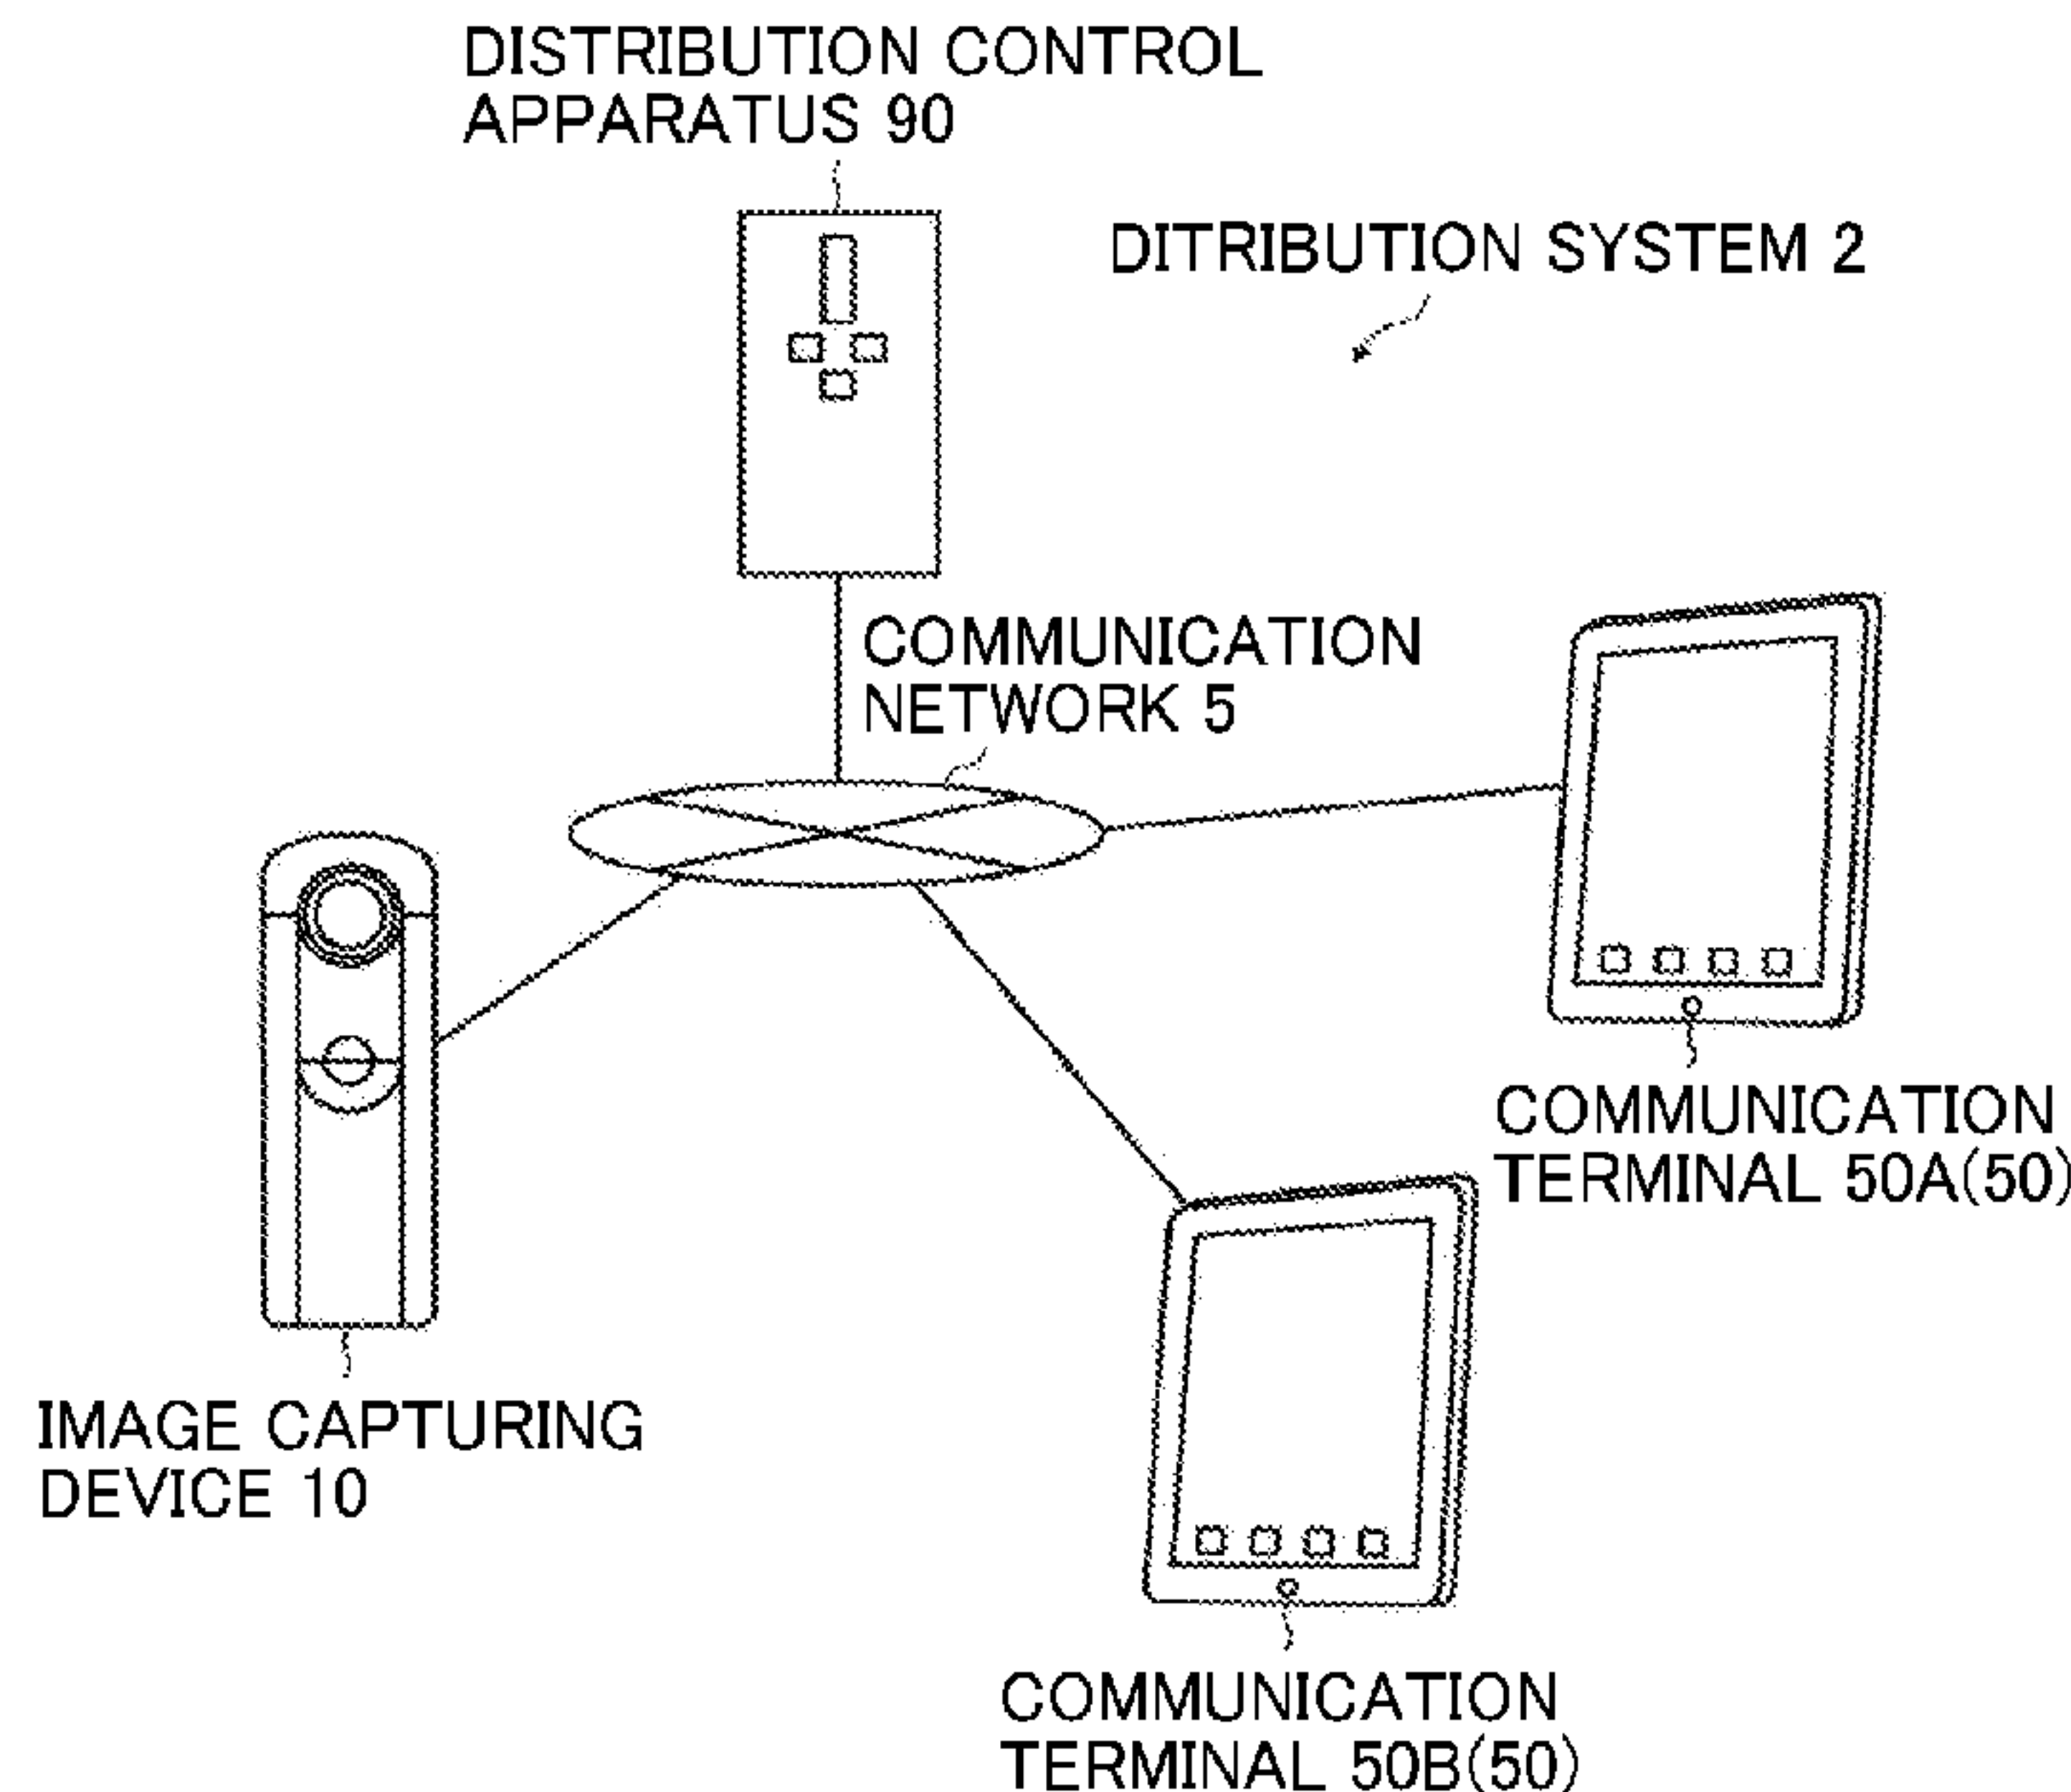 DISTRIBUTION CONTROL
APPARATUS 90
DITRIBUTION SYSTEM 2
COMMUNICATION
NETWORK 5
COMMUNICATION
TERMINAL 50A(50)
IMAGE CAPTURING
DEVICE 10
COMMUNICATION
TERMINAL 50B(50)